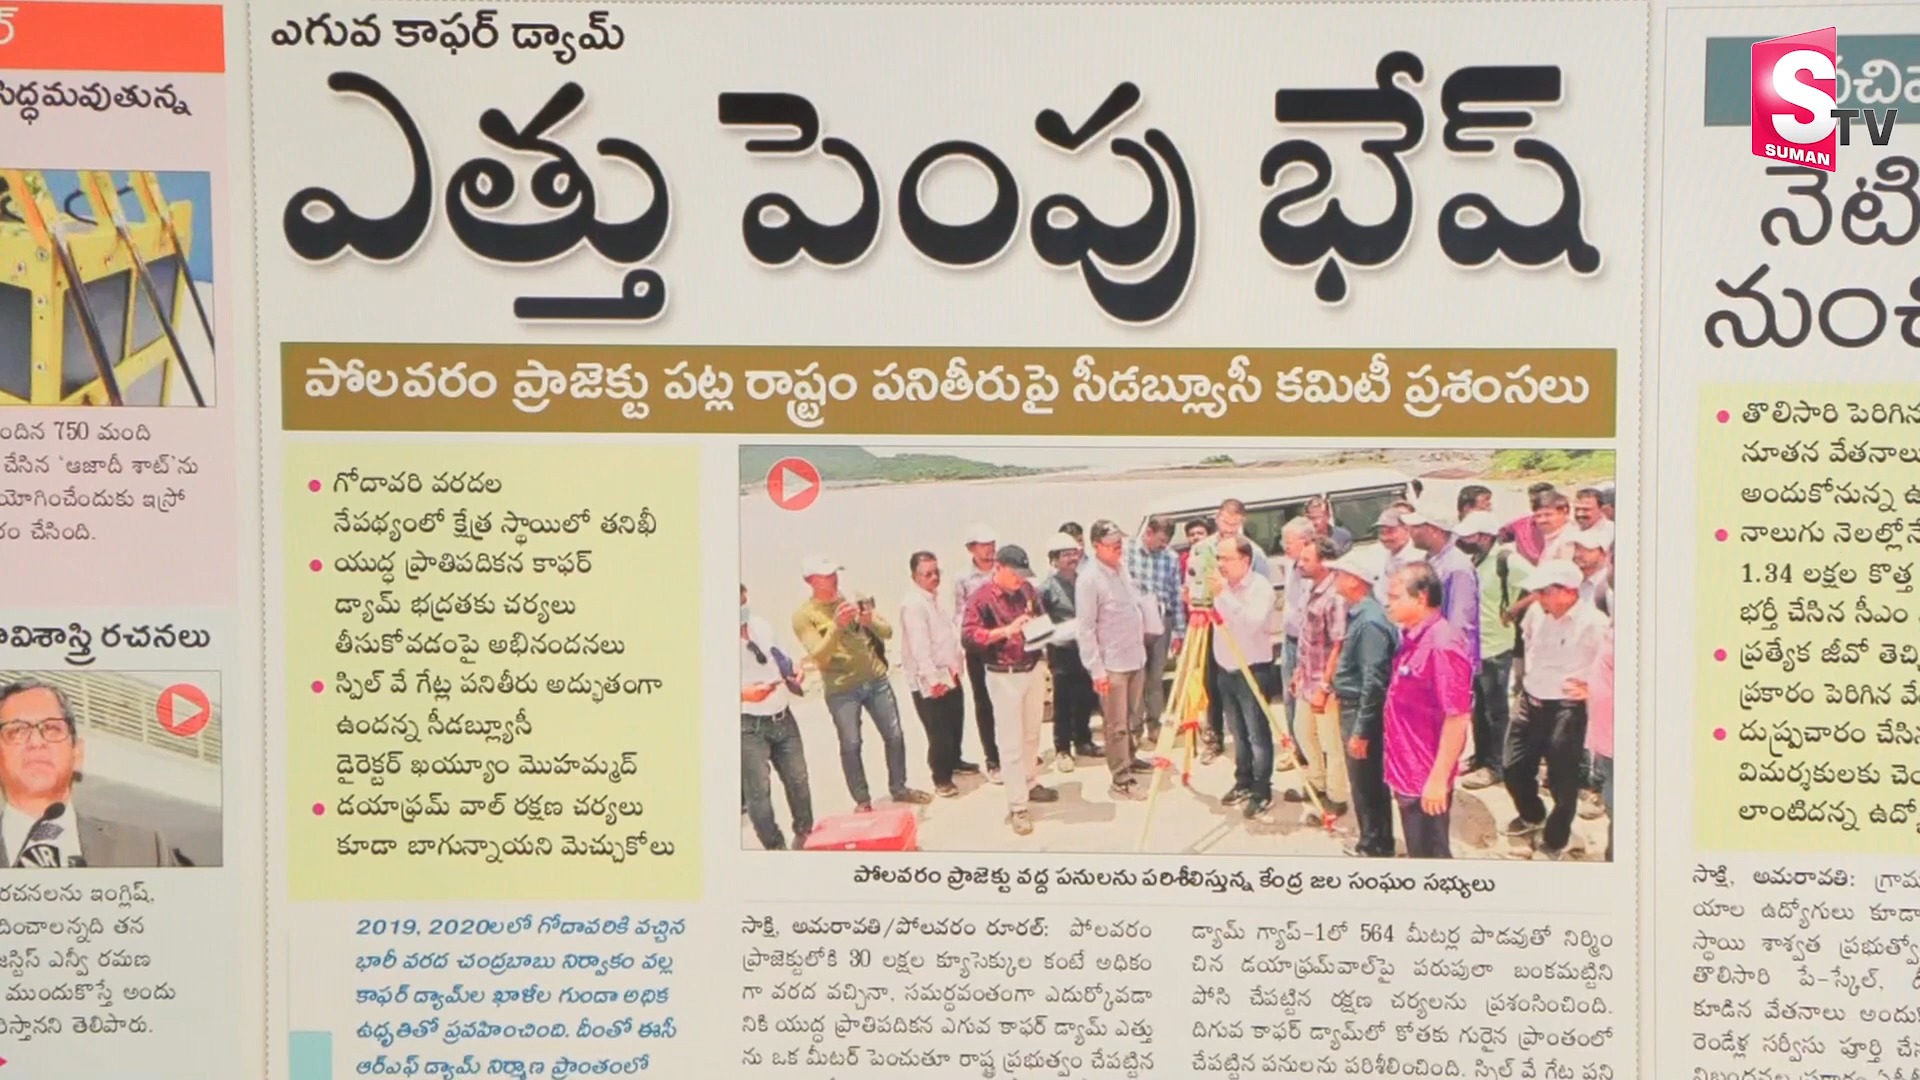 ఎగువ కాఫర్ డ్యామ్
ఎత్తు పెంపు భేష్
పోలవరం ప్రాజెక్టు పట్ల రాష్ట్రం పనితీరుపై సీడబ్ల్యూసీ కమిటీ ప్రశంసలు
• గోదావరి వరదల
నేపథ్యంలో క్షేత్ర స్థాయిలో తనిఖీ
• యుద్ధ ప్రాతిపదికన కాఫర్
డ్యామ్ భద్రతకు చర్యలు
తీసుకోవడంపై అభినందనలు
• స్పిల్ వే గేట్ల పనితీరు అద్భుతంగా
ఉందన్న సీడబ్ల్యూసీ
డైరెక్టర్ ఖయ్యూం మొహమ్మద్
• డయాఫ్రమ్ వాల్ రక్షణ చర్యలు
కూడా బాగున్నాయని మెచ్చుకోలు
2019, 2020లలో గోదావరికి వచ్చిన
భారీ వరద చంద్రబాబు నిర్వాకం వల్ల
కాఫర్ డ్యామ్‌ల ఖాళీల గుండా అధిక
ఉధృతితో ప్రవహించింది. దీంతో ఈసీ
ఆర్ఎఫ్ డ్యామ్ నిర్మాణ ప్రాంతంలో
పోలవరం ప్రాజెక్టు వద్ద పనులను పరిశీలిస్తున్న కేంద్ర జల సంఘం సభ్యులు
సాక్షి, అమరావతి/పోలవరం రూరల్: పోలవరం
ప్రాజెక్టులోకి 30 లక్షల క్యూసెక్కుల కంటే అధికం
గా వరద వచ్చినా, సమర్థవంతంగా ఎదుర్కోవడా
నికి యుద్ధ ప్రాతిపదికన ఎగువ కాఫర్ డ్యామ్ ఎత్తు
ను ఒక మీటర్ పెంచుతూ రాష్ట్ర ప్రభుత్వం చేపట్టిన
డ్యామ్ గ్యాప్-1లో 564 మీటర్ల పొడవుతో నిర్మిం
చిన డయాఫ్రమ్‌వాల్‌పై పరుపులా బంకమట్టిని
పోసి చేపట్టిన రక్షణ చర్యలను ప్రశంసించింది.
దిగువ కాఫర్ డ్యామ్‌లో కోతకు గురైన ప్రాంతంలో
చేపట్టిన పనులను పరిశీలించింది. స్పిల్ వే గేట్ల పని
సిద్ధమవుతున్న
ందిన 750 మంది
చేసిన 'ఆజాదీ శాట్'ను
యోగించేందుకు ఇస్రో
రం చేసింది.
ావిశాస్త్రి రచనలు
రచనలను ఇంగ్లిష్,
దించాలన్నది తన
జస్టిస్ ఎన్వీ రమణ
ముందుకొస్తే అందు
రిస్తానని తెలిపారు.
S
TV
SUMAN
నేటి
నుంచ
• తొలిసారి పెరిగిన
నూతన వేతనాలు
అందుకోనున్న ఉ
• నాలుగు నెలల్లోనే
1.34 లక్షల కొత్త
భర్తీ చేసిన సీఎం
• ప్రత్యేక జీవో తెచ్చి
ప్రకారం పెరిగిన వే
• దుష్ప్రచారం చేసిన
విమర్శకులకు చెం
లాంటిదన్న ఉద్యో
సాక్షి, అమరావతి: గ్రామ
యాల ఉద్యోగులు కూడా
స్థాయి శాశ్వత ప్రభుత్వో
తొలిసారి పే-స్కేల్,
కూడిన వేతనాలు అందుక
రెండేళ్ల సర్వీసు పూర్తి చే